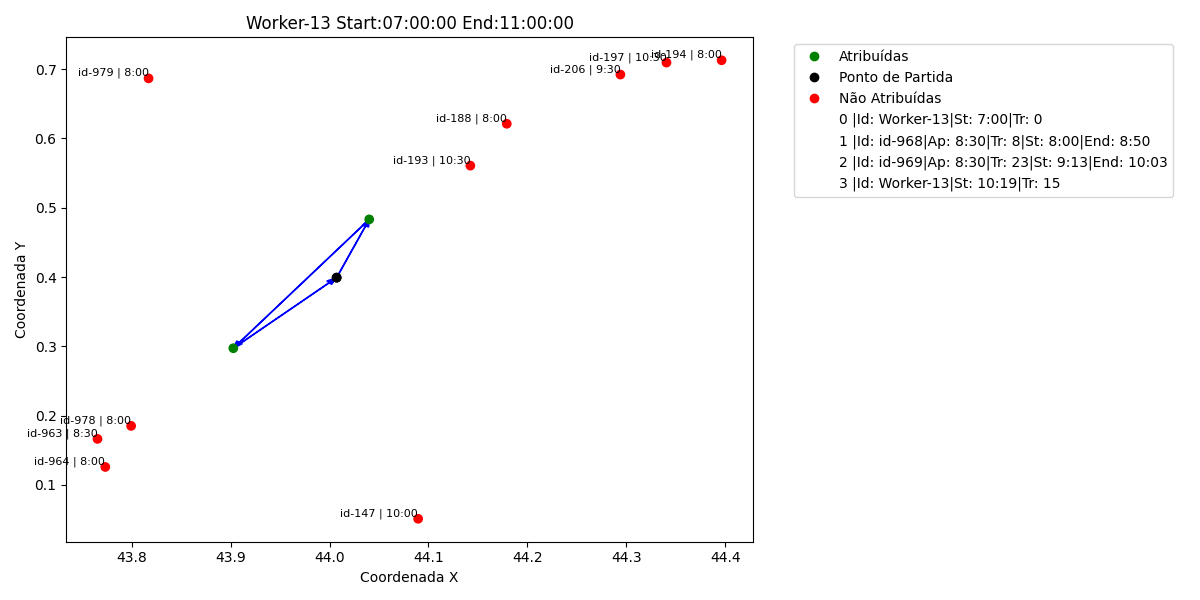 Worker-13 Start:07:00:00 End:11:00:00
Coordenada Y
0.7
0.6
0.5
0.4
0.3
0.2
0.1
id-979 | 8:00
id-197 | 10:30
id-194 | 8:00
id-206 | 9:30
id-188 | 8:00
id-193 | 10:30
id-978 | 8:00
id-963 | 8:30
id-964 | 8:00
id-147 | 10:00
43.8 43.9 44.0 44.1 44.2 44.3 44.4
Coordenada X
Atribuídas
Ponto de Partida
Não Atribuídas
0 |Id: Worker-13|St: 7:00|Tr: 0
1 |Id: id-968|Ap: 8:30|Tr: 8|St: 8:00|End: 8:50
2 |Id: id-969|Ap: 8:30|Tr: 23|St: 9:13|End: 10:03
3 |Id: Worker-13|St: 10:19|Tr: 15